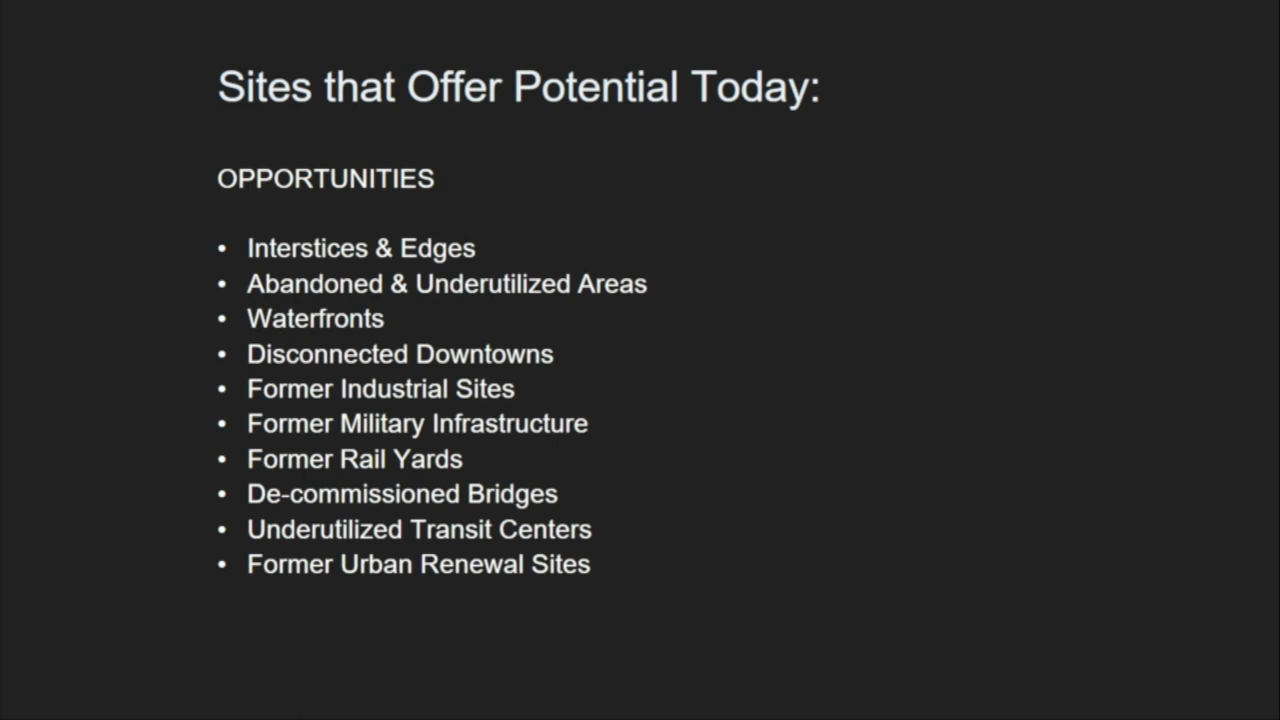 Sites that Offer Potential Today:
OPPORTUNITIES
• Interstices & Edges
• Abandoned & Underutilized Areas
• Waterfronts
• Disconnected Downtowns
• Former Industrial Sites
• Former Military Infrastructure
• Former Rail Yards
• De-commissioned Bridges
• Underutilized Transit Centers
• Former Urban Renewal Sites